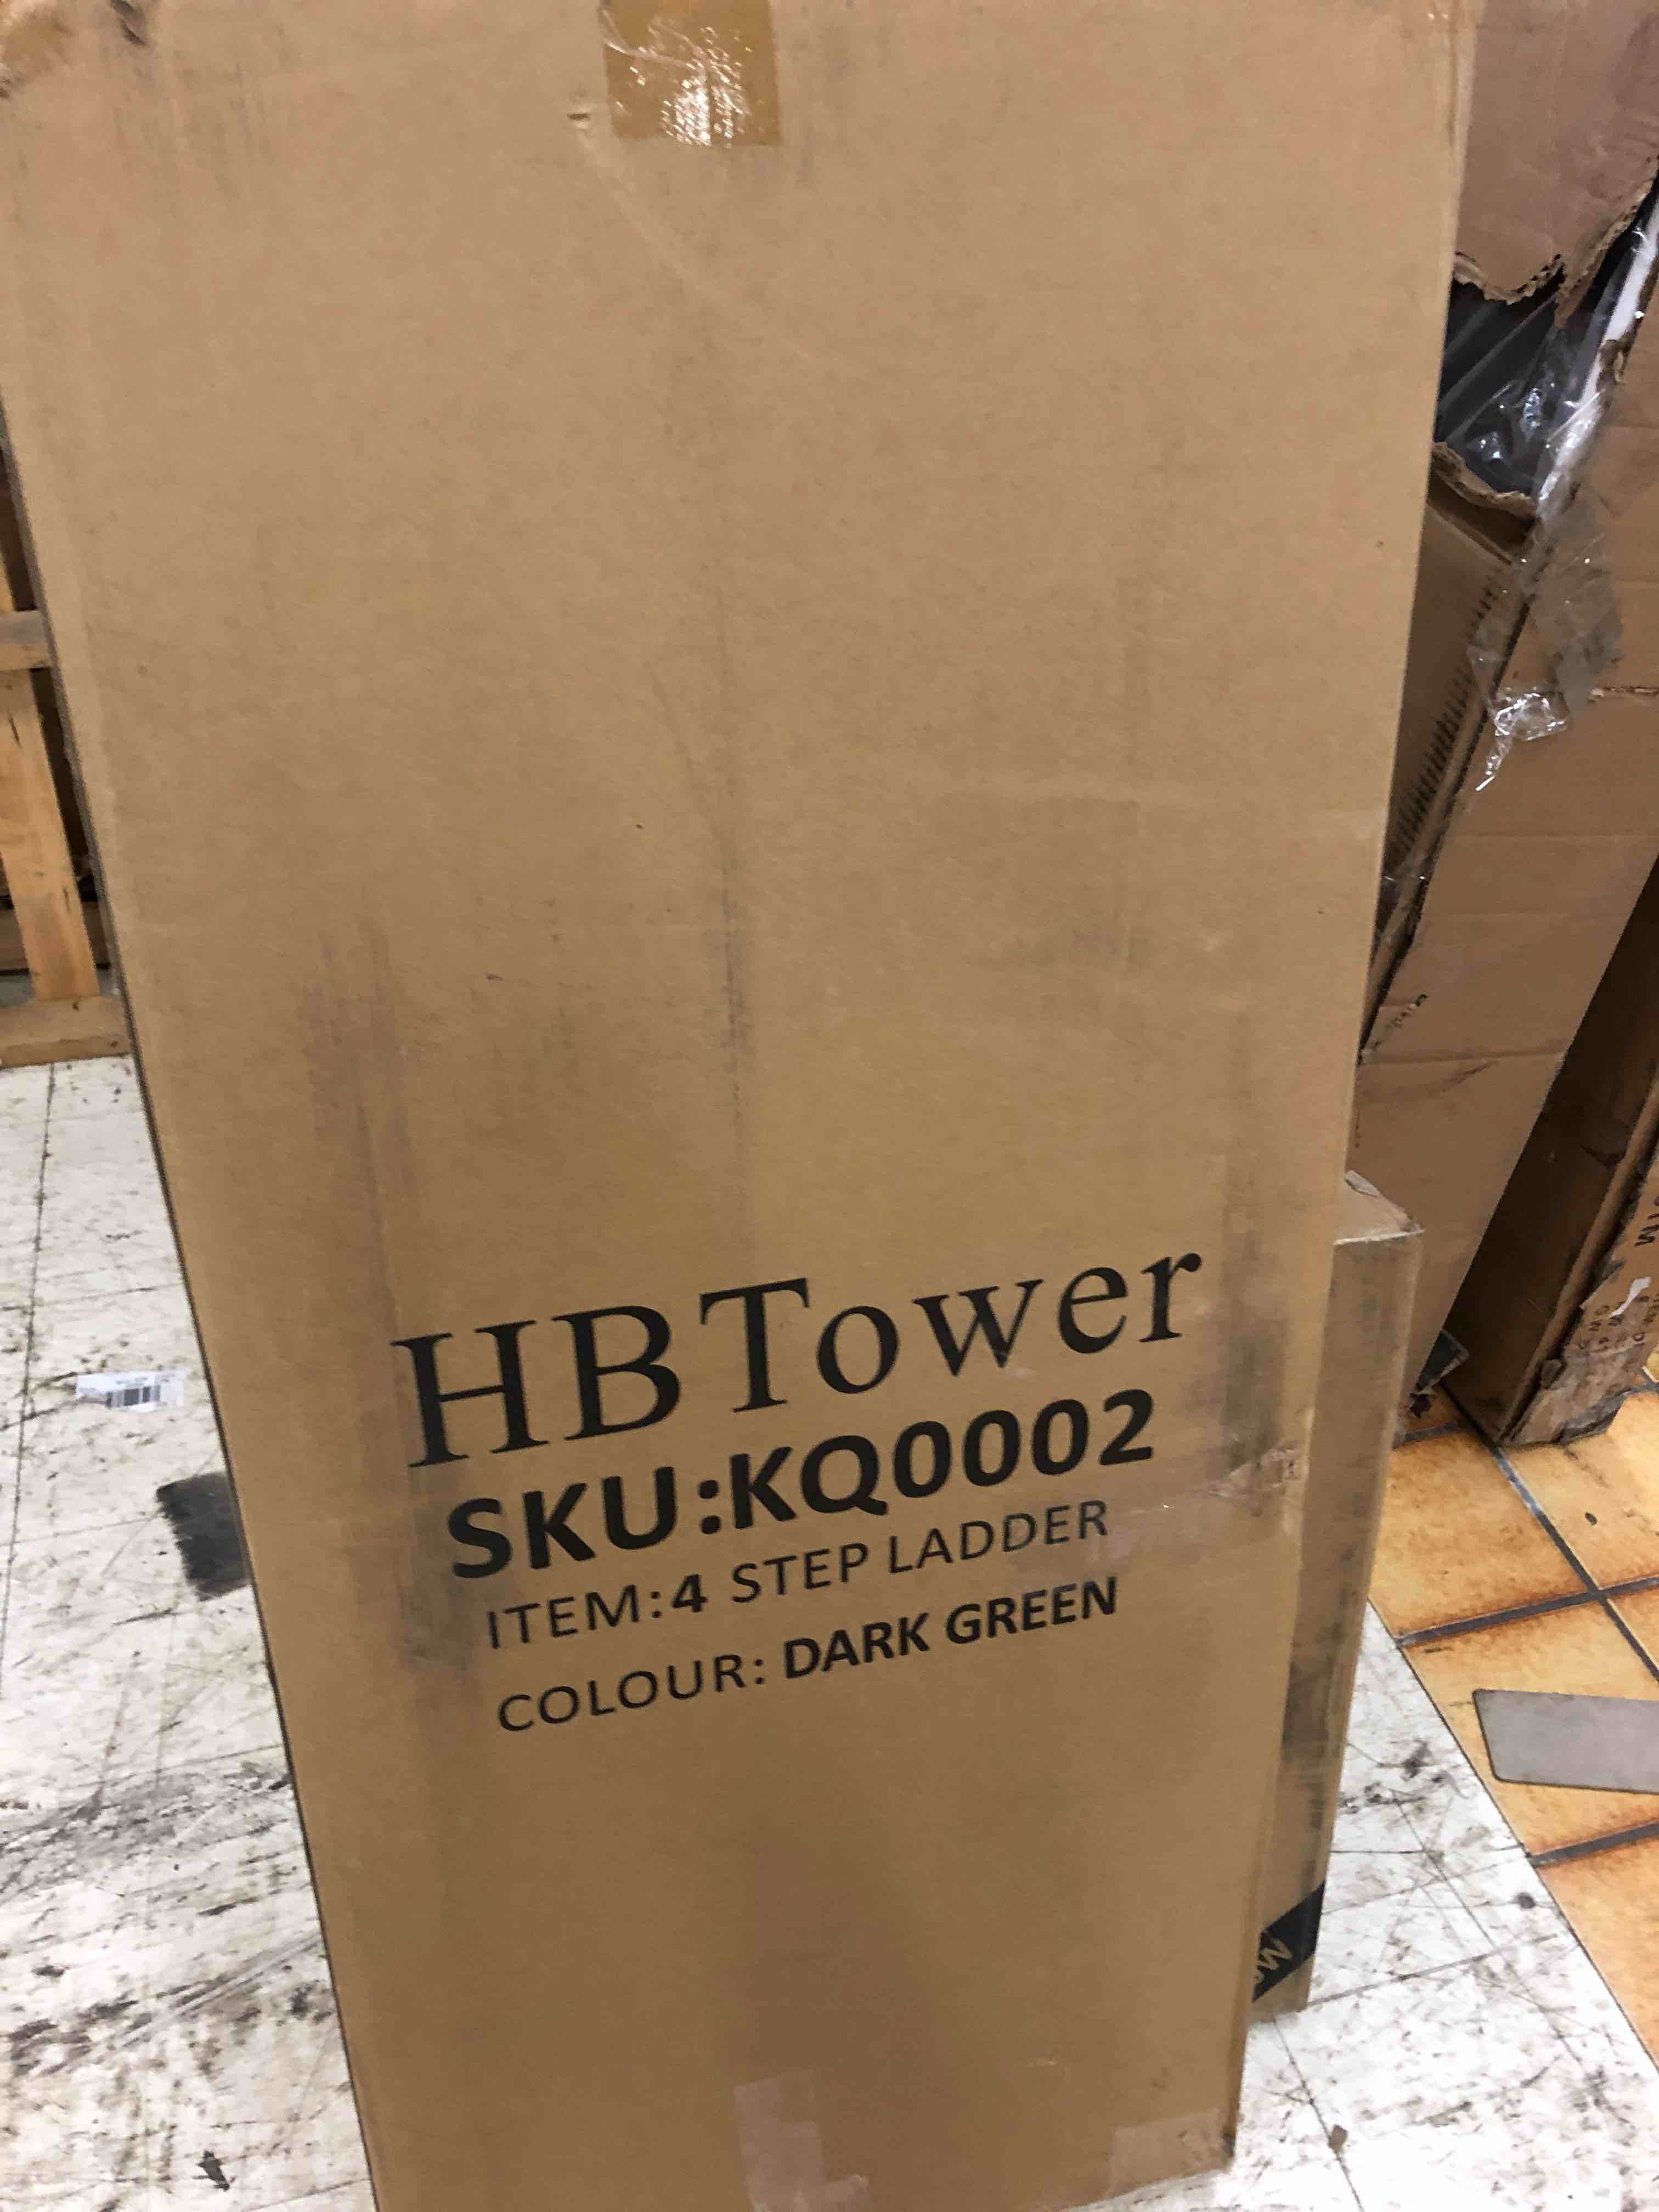 HBTower
SKU:KQ0002
ITEM:4 STEP LADDER
COLOUR: DARK GREEN